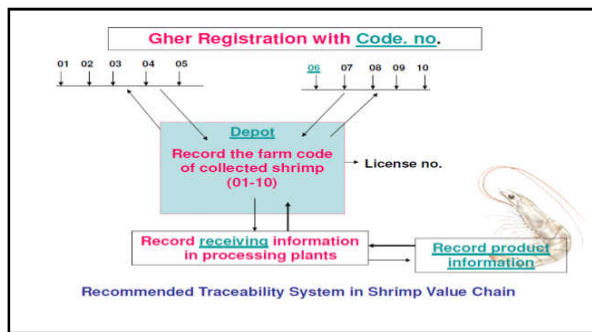 Gher Registration with Code. no.
01 02 03 04 05
06 07 08 09 10
Depot
Record the farm code
of collected shrimp
(01-10)
License no.
Record receiving information
in processing plants
Record product
information
Recommended Traceability System in Shrimp Value Chain